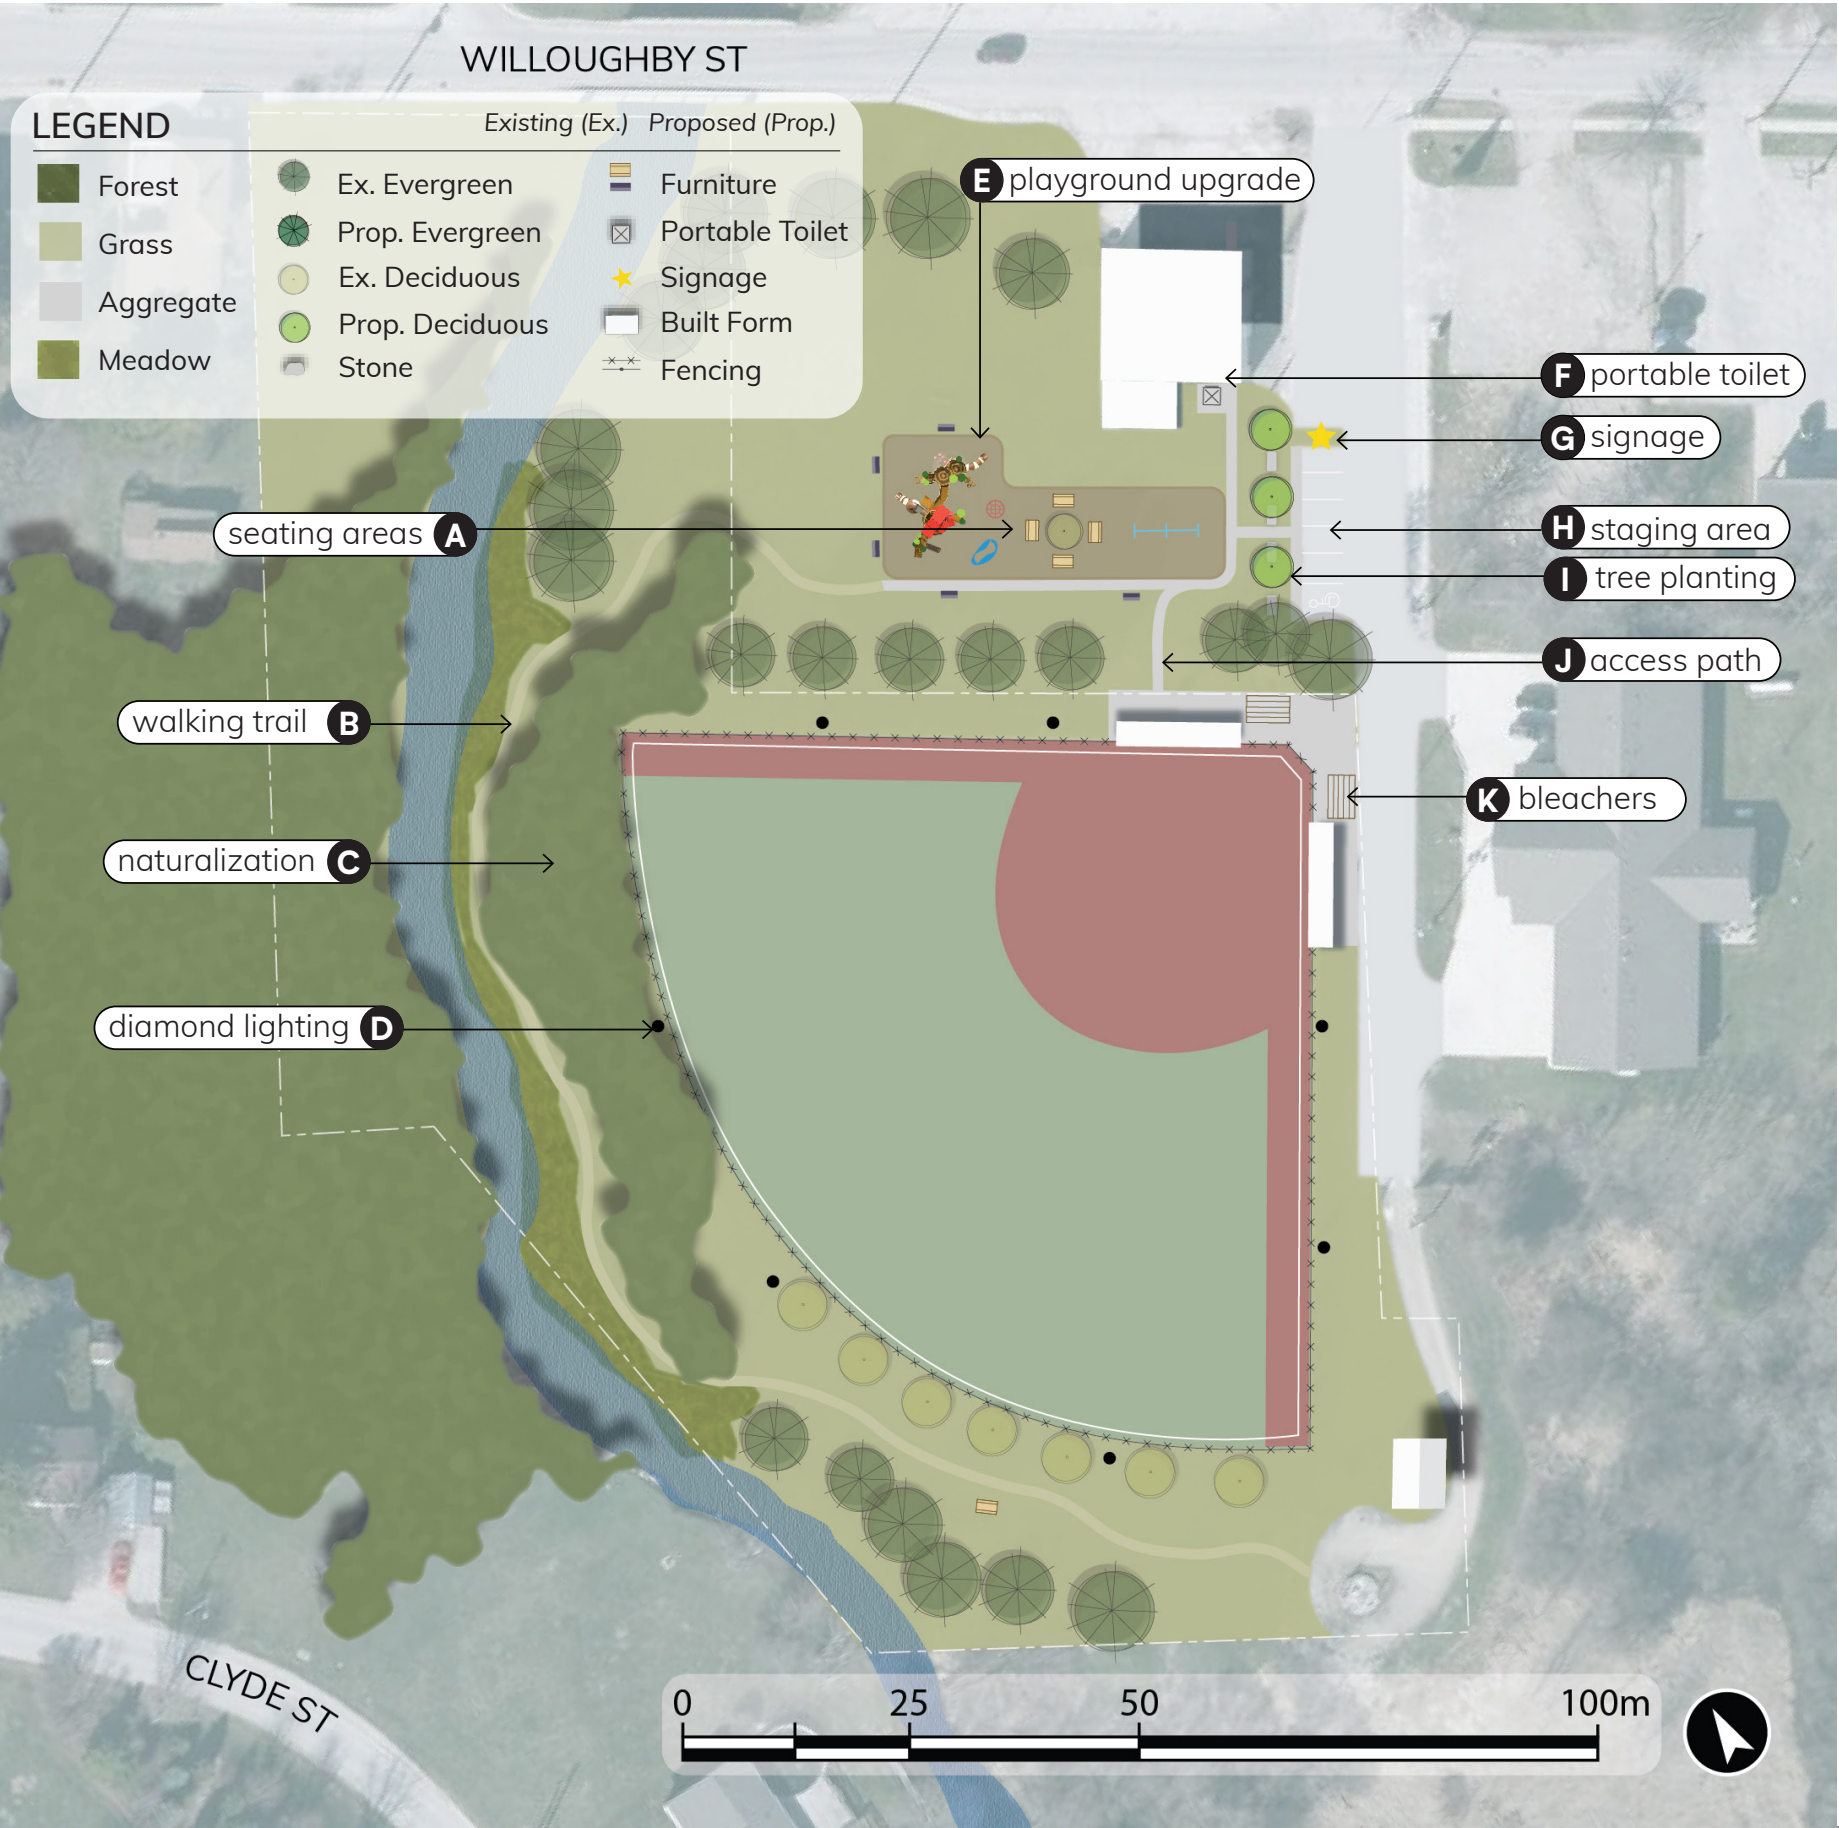 WILLOUGHBY ST
LEGEND
Existing (Ex.) Proposed (Prop.)
Forest
Grass
Aggregate
Meadow
Ex. Evergreen
Prop. Evergreen
Ex. Deciduous
Prop. Deciduous
Stone
Furniture
Portable Toilet
Signage
Built Form
Fencing
E playground upgrade
F portable toilet
G signage
seating areas A
H staging area
I tree planting
J access path
walking trail B
K bleachers
naturalization C
diamond lighting D
CLYDE ST
0 25 50 100m